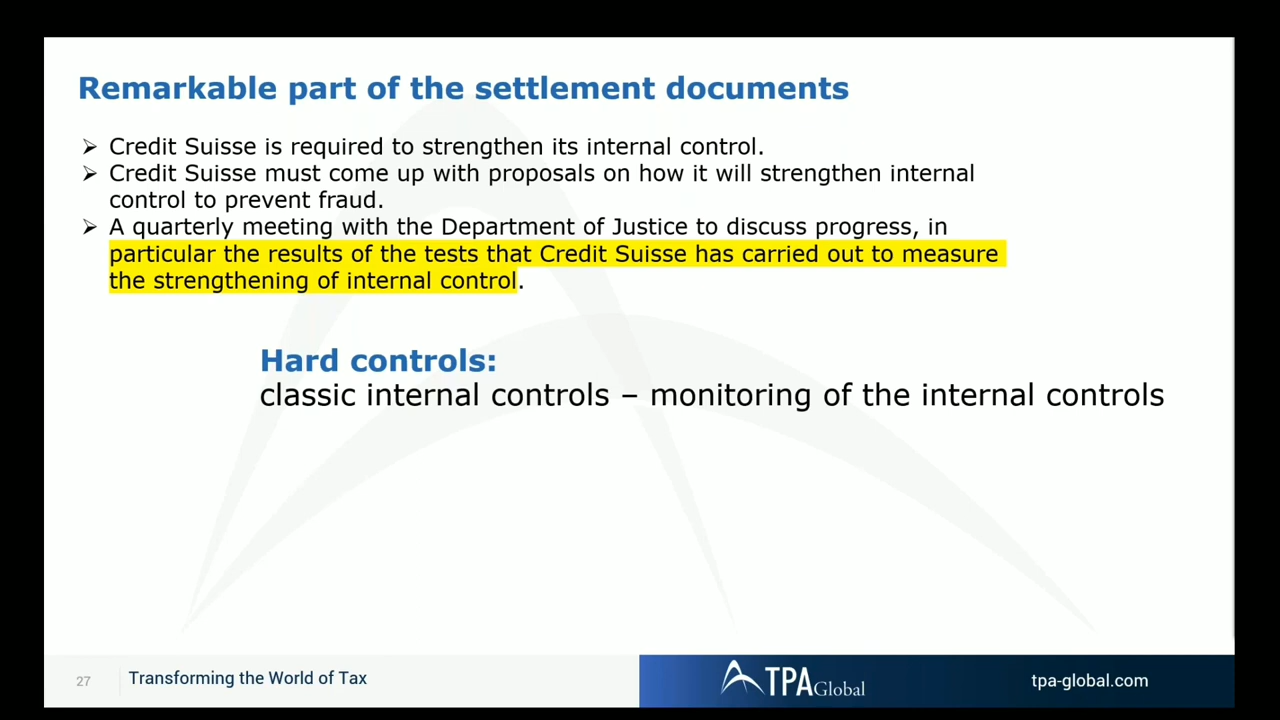 Remarkable part of the settlement documents
➢ Credit Suisse is required to strengthen its internal control.
➢ Credit Suisse must come up with proposals on how it will strengthen internal
control to prevent fraud.
➢ A quarterly meeting with the Department of Justice to discuss progress, in
particular the results of the tests that Credit Suisse has carried out to measure
the strengthening of internal control.
Hard controls:
classic internal controls – monitoring of the internal controls
27
Transforming the World of Tax
TPA Global
tpa-global.com